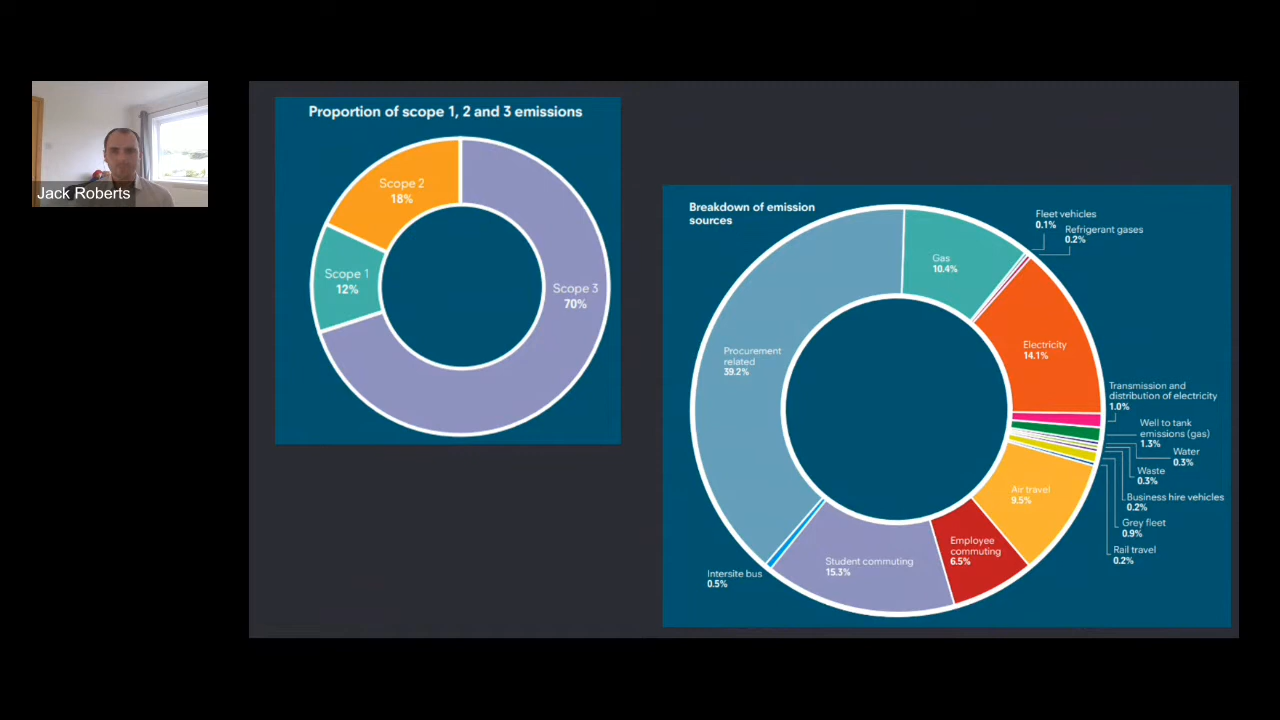 Jack Roberts
Proportion of scope 1, 2 and 3 emissions
Scope 2
18%
Scope 1
12%
Scope 3
70%
Breakdown of emission
sources
Fleet vehicles
0.1%
Refrigerant gases
0.2%
Gas
10.4%
Electricity
14.1%
Procurement
related
39.2%
Transmission and
distribution of electricity
1.0%
Well to tank
emissions (gas)
1.3%
Water
0.3%
Waste
0.3%
Business hire vehicles
0.2%
Grey fleet
0.9%
Rail travel
0.2%
Air travel
9.5%
Employee
commuting
6.5%
Student commuting
15.3%
Intersite bus
0.5%